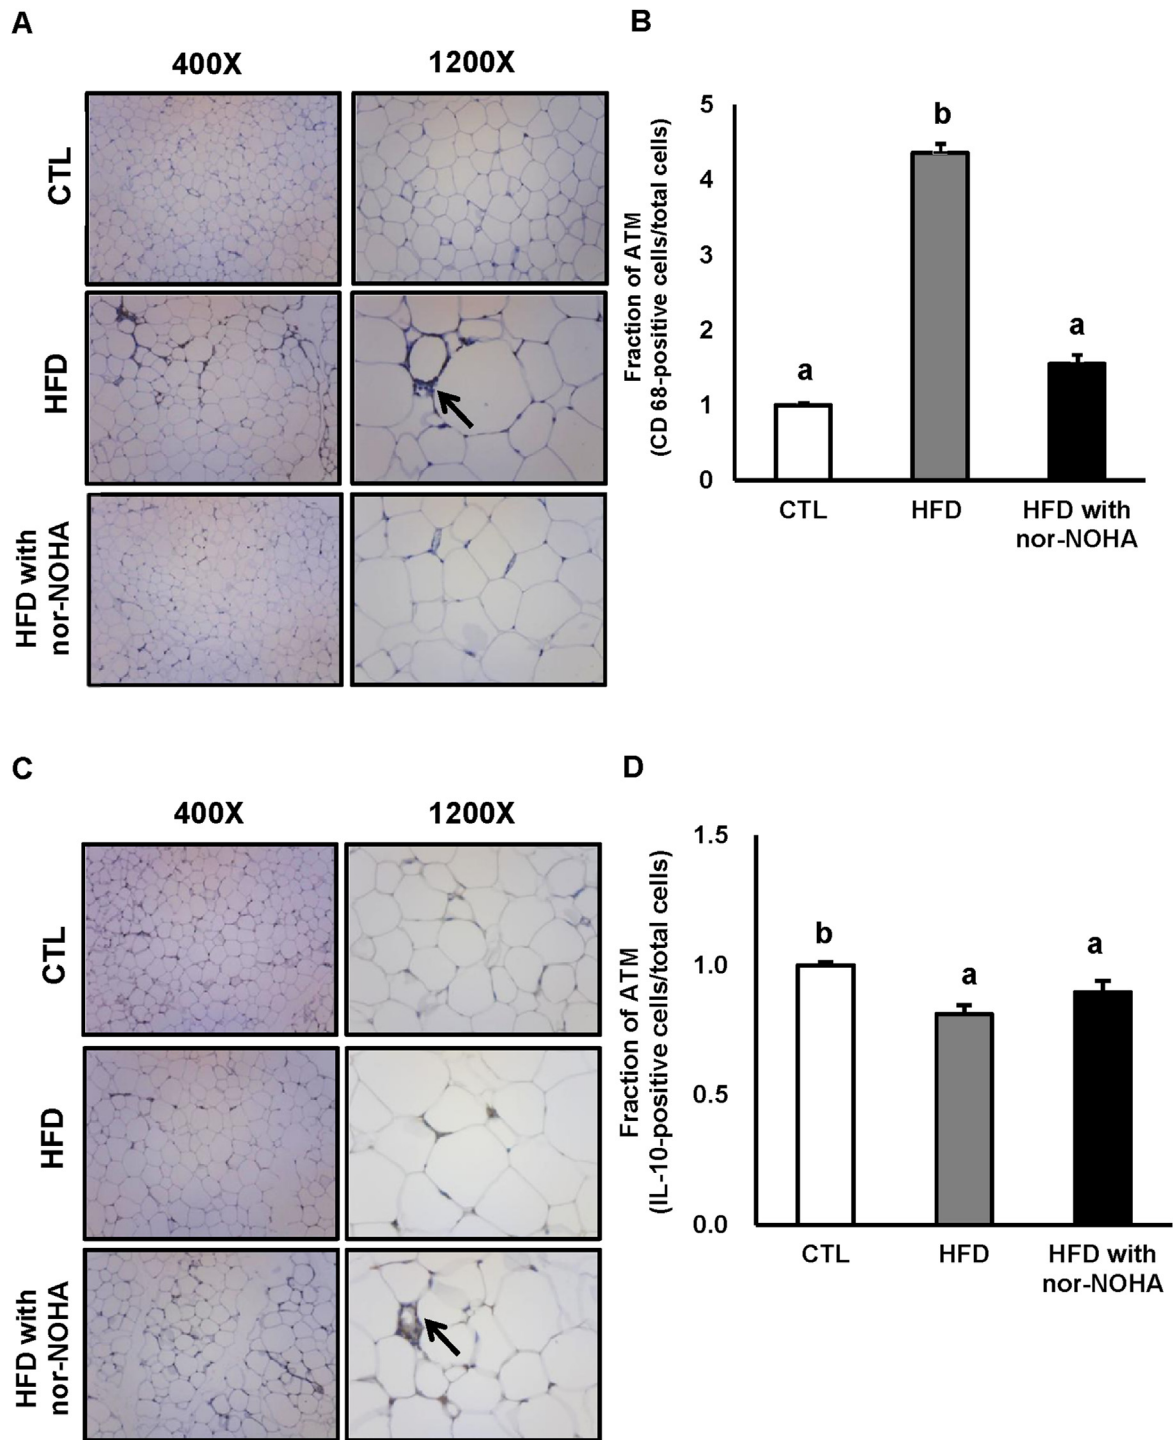 A
400X
1200X
CTL
HFD
HFD with
nor-NOHA
B
Fraction of ATM
(CD 68-positive cells/total cells)
5
4
3
2
1
0
a
b
a
CTL
HFD
HFD with
nor-NOHA
C
400X
1200X
CTL
HFD
HFD with
nor-NOHA
D
Fraction of ATM
(IL-10-positive cells/total cells)
1.5
1.0
0.5
0.0
b
a
a
CTL
HFD
HFD with
nor-NOHA